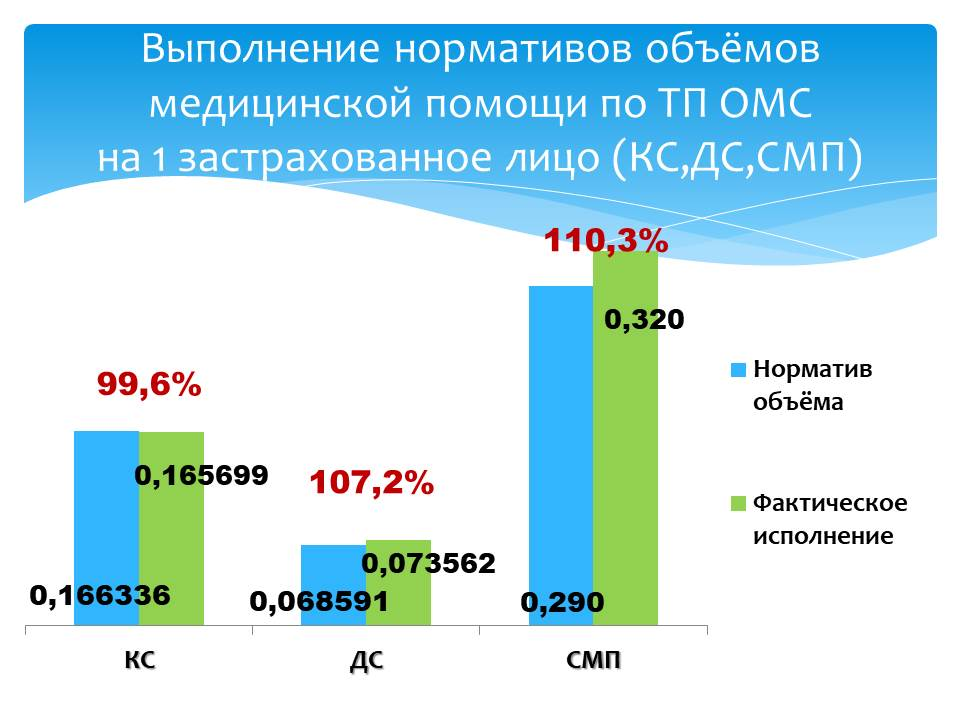 Выполнение нормативов объёмов
медицинской помощи по ТП ОМС
на 1 застрахованное лицо (КС,ДС,СМП)
110,3%
0,320
99,6%
0,165699
107,2%
0,073562
0,166336
0,068591
0,290
КС
ДС
СМП
Норматив
объёма
Фактическое
исполнение